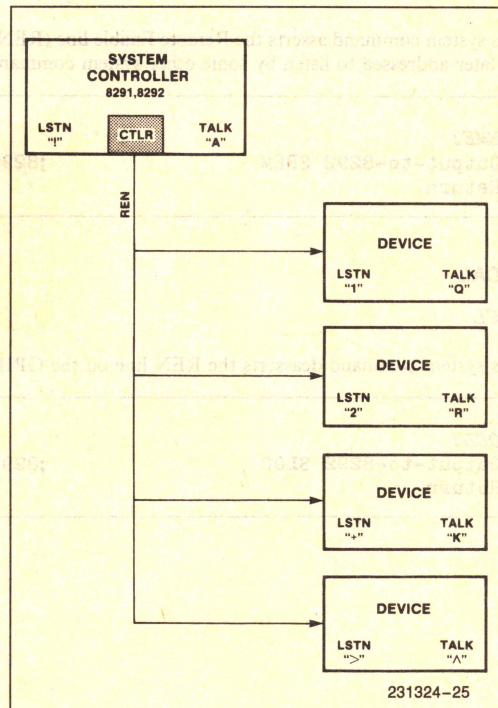 SYSTEM
CONTROLLER
8291,8292
LSTN CTLR TALK
"!" "A"
REN
DEVICE
LSTN TALK
"1" "Q"
DEVICE
LSTN TALK
"2" "R"
DEVICE
LSTN TALK
"+" "K"
DEVICE
LSTN TALK
">" "^"
231324-25